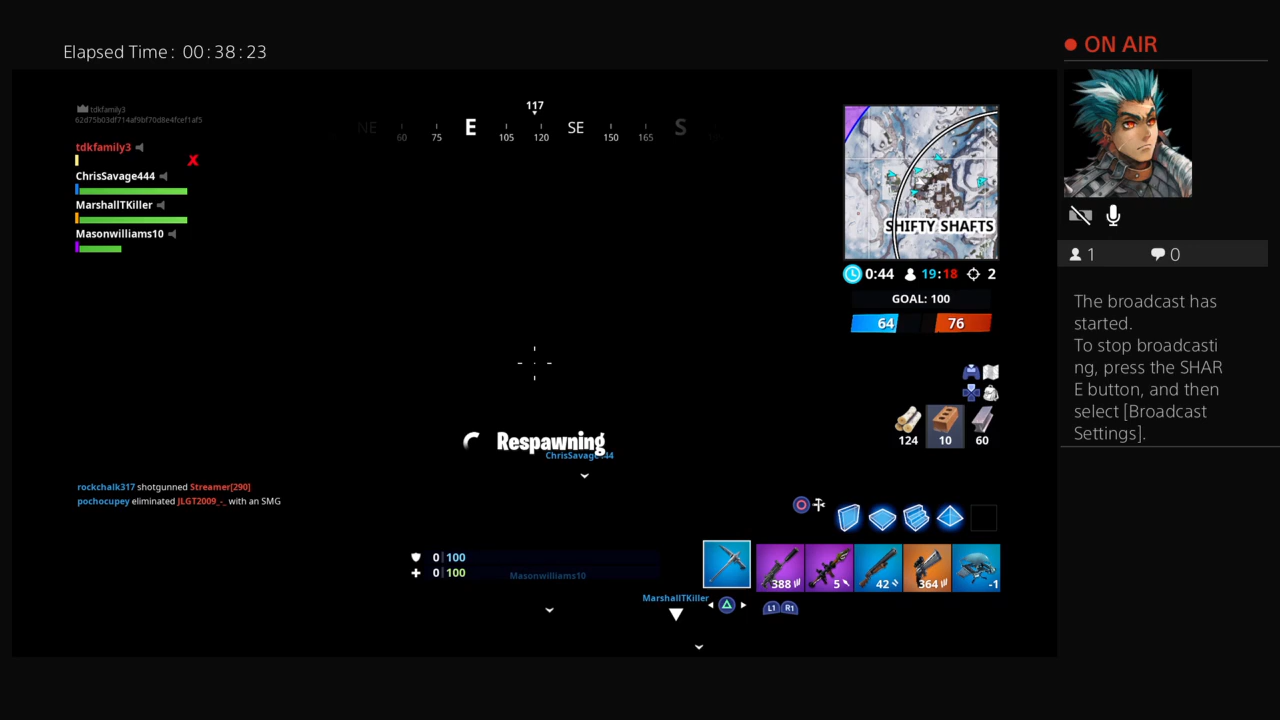 Elapsed Time: 00:38:23
ON AIR
tdkfamily3
62d75b03df714af9bf70d8e4fcef1af5
tdkfamily3
X
ChrisSavage444
MarshallTKiller
Masonwilliams10
117
NE 60 75 E 105 120 SE 150 165 S
SHIFTY SHAFTS
0:44 19:18 2
GOAL: 100
64 76
1 0
The broadcast has
started.
To stop broadcasti
ng, press the SHAR
E button, and then
select [Broadcast
Settings].
124 10 60
Respawning
ChrisSavage444
rockchalk317 shotgunned Streamer[290]
pochocupey eliminated JLGT2009_-_ with an SMG
0|100
0|100
Masonwilliams10
MarshallTKiller
388 5 42 364 -1
L1 R1